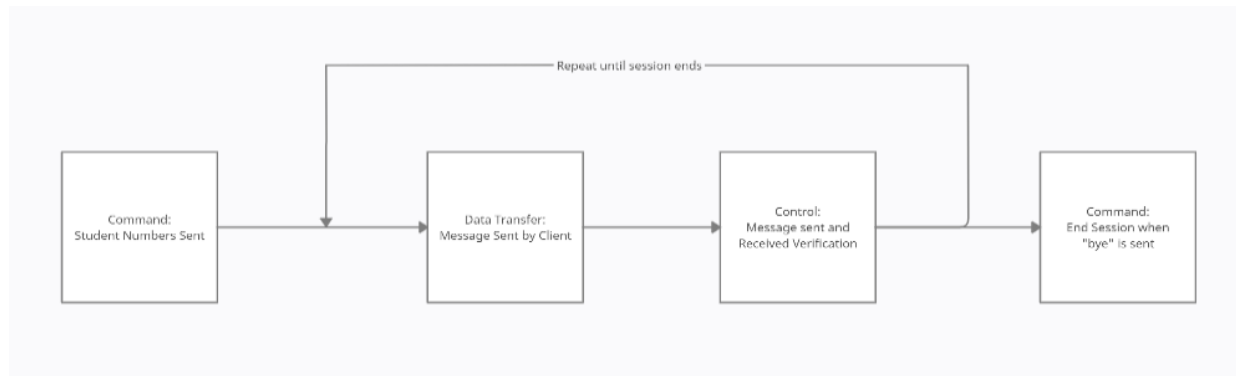 Repeat until session ends
Command:
Student Numbers Sent
Data Transfer:
Message Sent by Client
Control:
Message sent and
Received Verification
Command:
End Session when
"bye" is sent